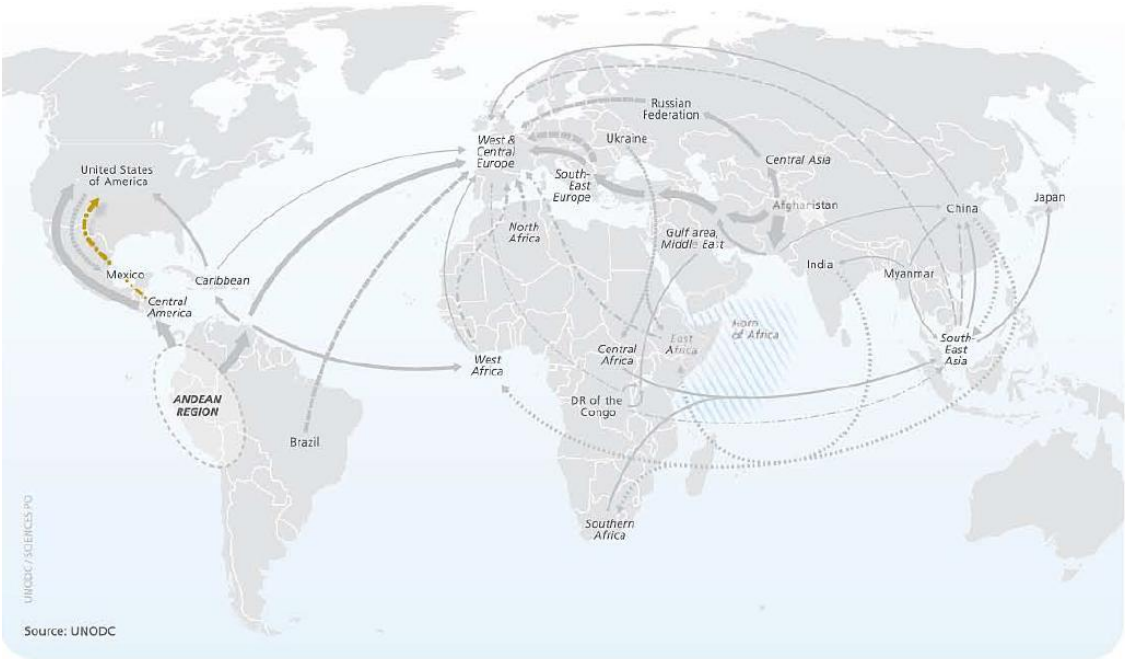 Russian
Federation
West &
Central
Europe
Ukraine
United States
of America
Central Asia
South-
East
Europe
Afghanistan
Japan
China
North
Africa
Gulf area,
Middle East
India
Myanmar
Mexico
Caribbean
Central
America
Horn
of Africa
East
Africa
South-
East
Asia
West
Africa
Central
Africa
ANDEAN
REGION
DR of the
Congo
Brazil
Southern
Africa
UNODC / SCIENCES PO
Source: UNODC